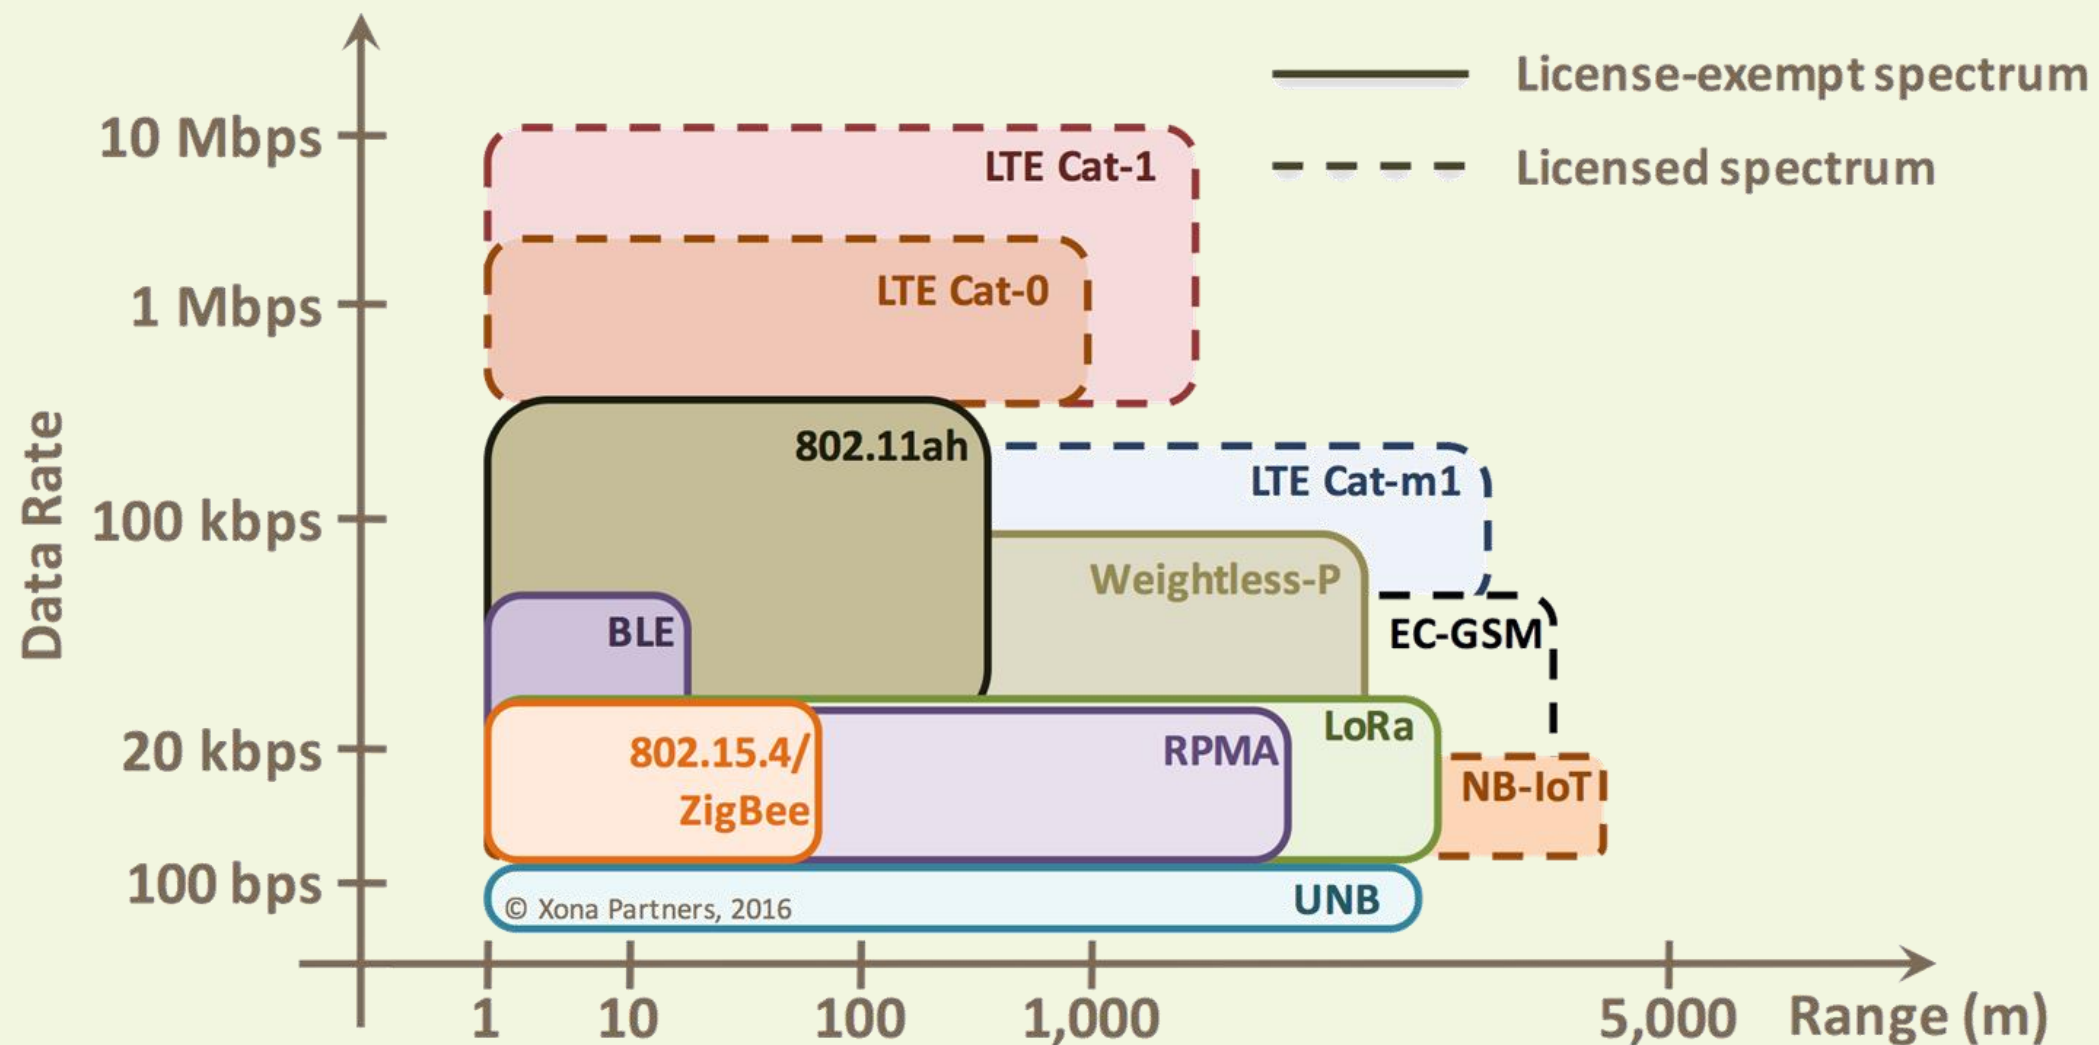 License-exempt spectrum
Licensed spectrum
10 Mbps
1 Mbps
100 kbps
20 kbps
100 bps
Data Rate
LTE Cat-1
LTE Cat-0
802.11ah
LTE Cat-m1
Weightless-P
BLE
EC-GSM
LoRa
802.15.4/
ZigBee
RPMA
NB-IoT
UNB
© Xona Partners, 2016
1
10
100
1,000
5,000
Range (m)